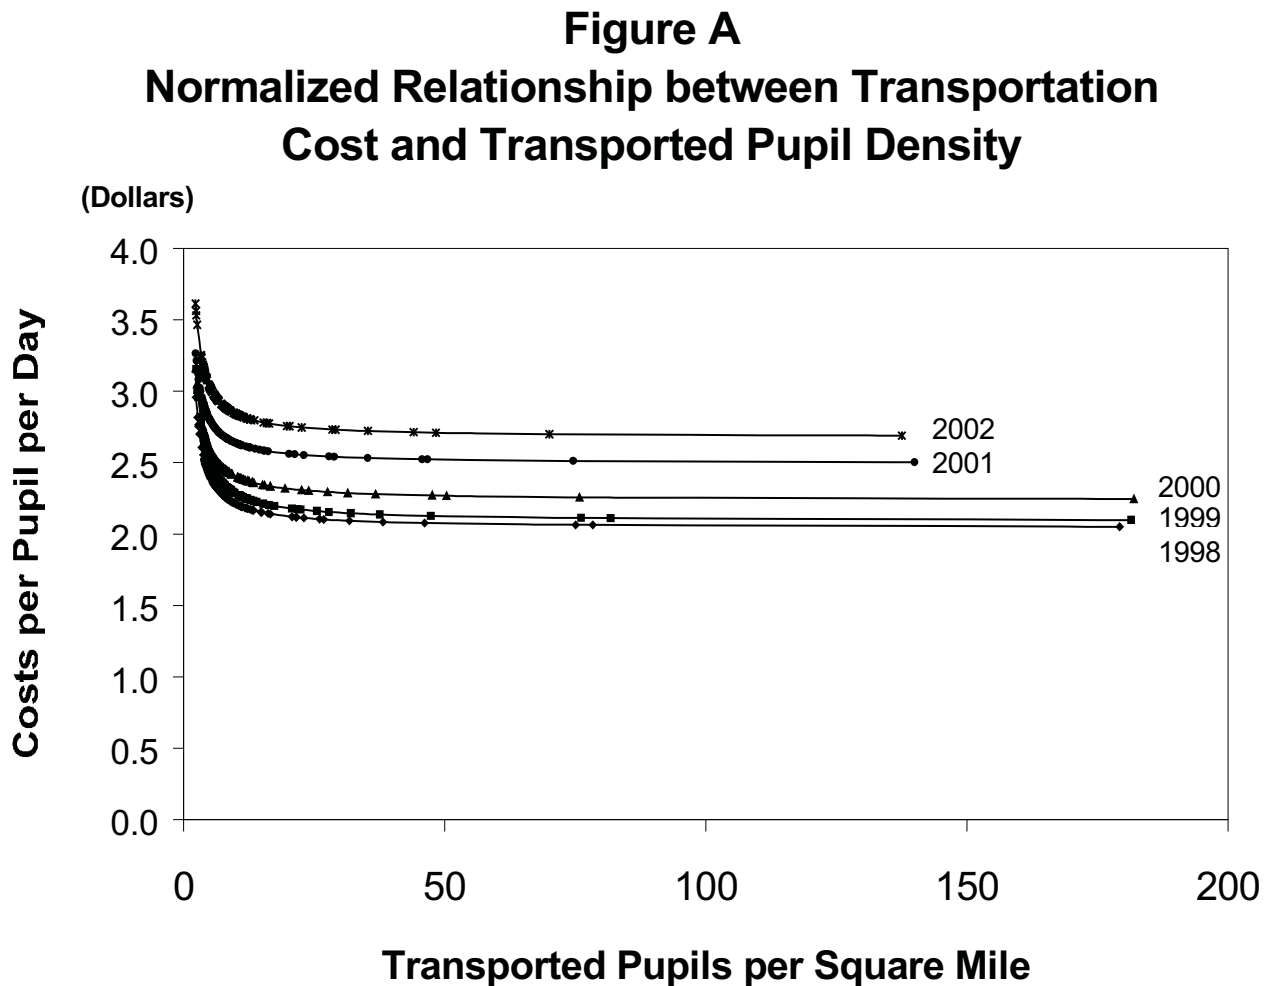 Figure A
Normalized Relationship between Transportation
Cost and Transported Pupil Density
(Dollars)
Costs per Pupil per Day
4.0
3.5
3.0
2.5
2.0
1.5
1.0
0.5
0.0
2002
2001
2000
1999
1998
0 50 100 150 200
Transported Pupils per Square Mile